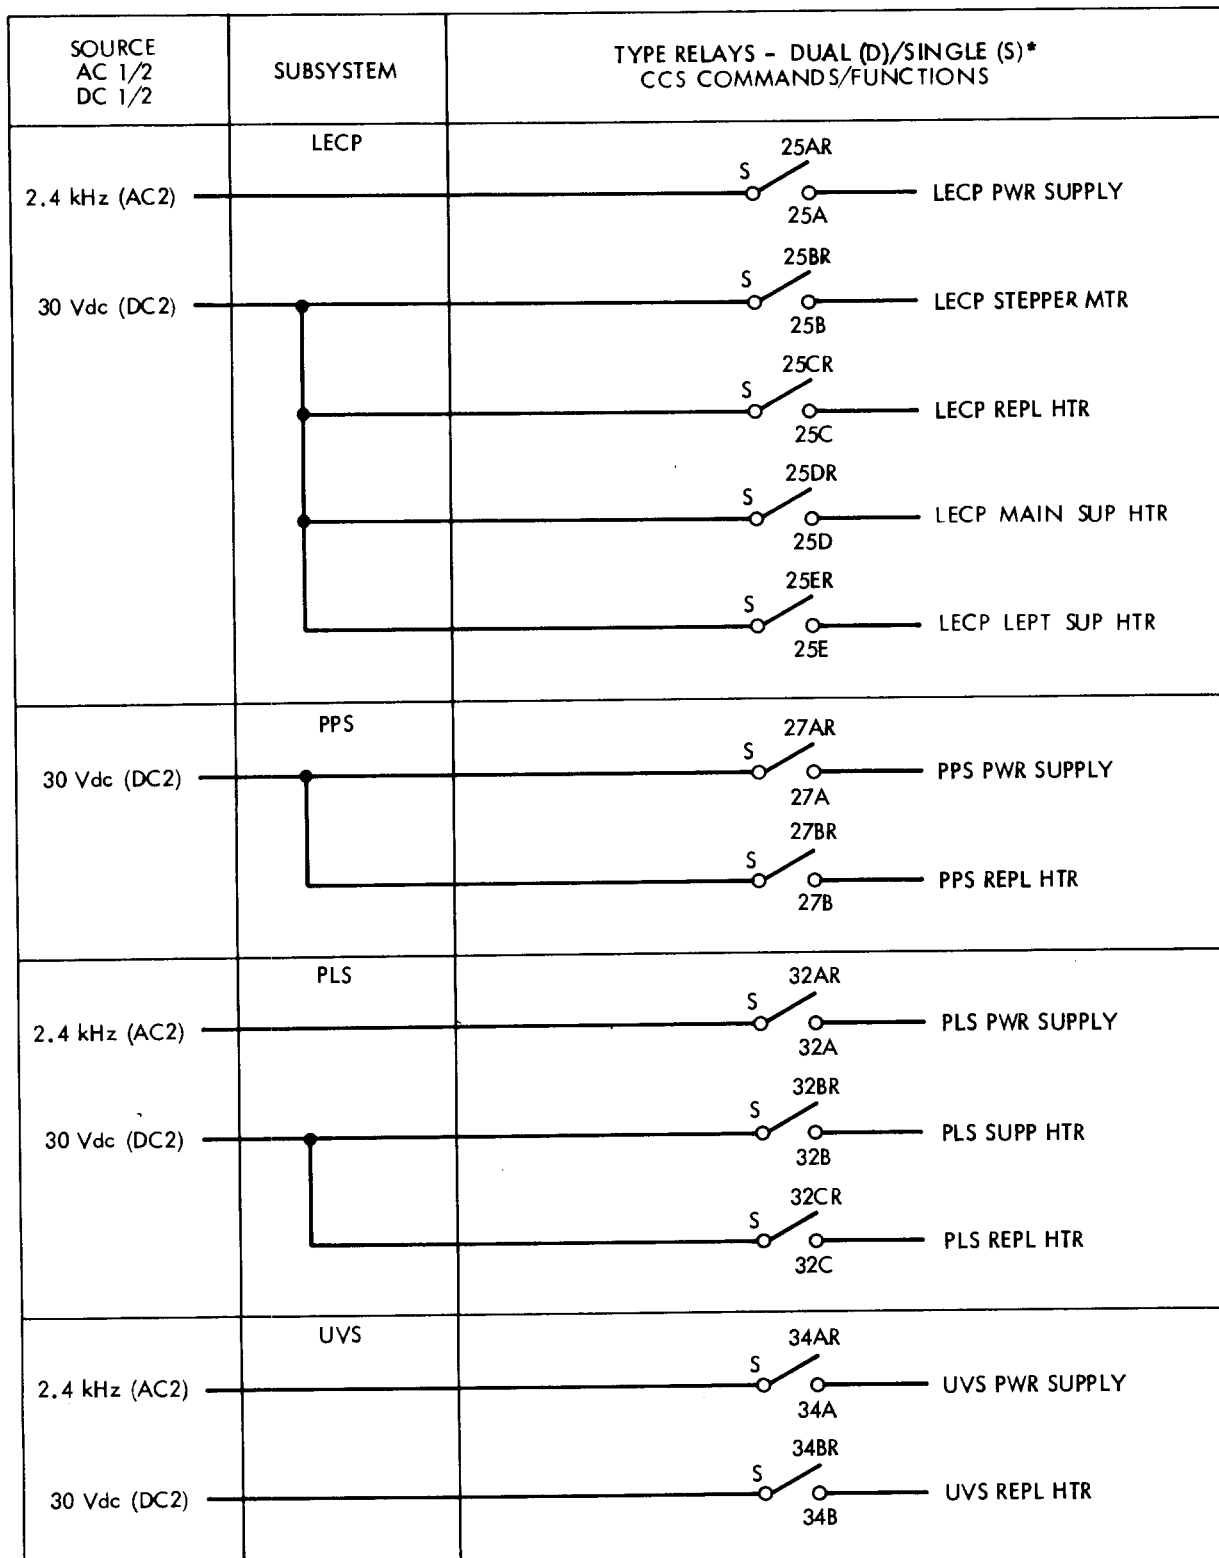 SOURCE
AC 1/2
DC 1/2
SUBSYSTEM
TYPE RELAYS - DUAL (D)/SINGLE (S)*
CCS COMMANDS/FUNCTIONS
LECP
2.4 kHz (AC2)
S
25AR
25A
LECP PWR SUPPLY
30 Vdc (DC2)
S
25BR
25B
LECP STEPPER MTR
S
25CR
25C
LECP REPL HTR
S
25DR
25D
LECP MAIN SUP HTR
S
25ER
25E
LECP LEPT SUP HTR
PPS
30 Vdc (DC2)
S
27AR
27A
PPS PWR SUPPLY
S
27BR
27B
PPS REPL HTR
PLS
2.4 kHz (AC2)
S
32AR
32A
PLS PWR SUPPLY
30 Vdc (DC2)
S
32BR
32B
PLS SUPP HTR
S
32CR
32C
PLS REPL HTR
UVS
2.4 kHz (AC2)
S
34AR
34A
UVS PWR SUPPLY
30 Vdc (DC2)
S
34BR
34B
UVS REPL HTR